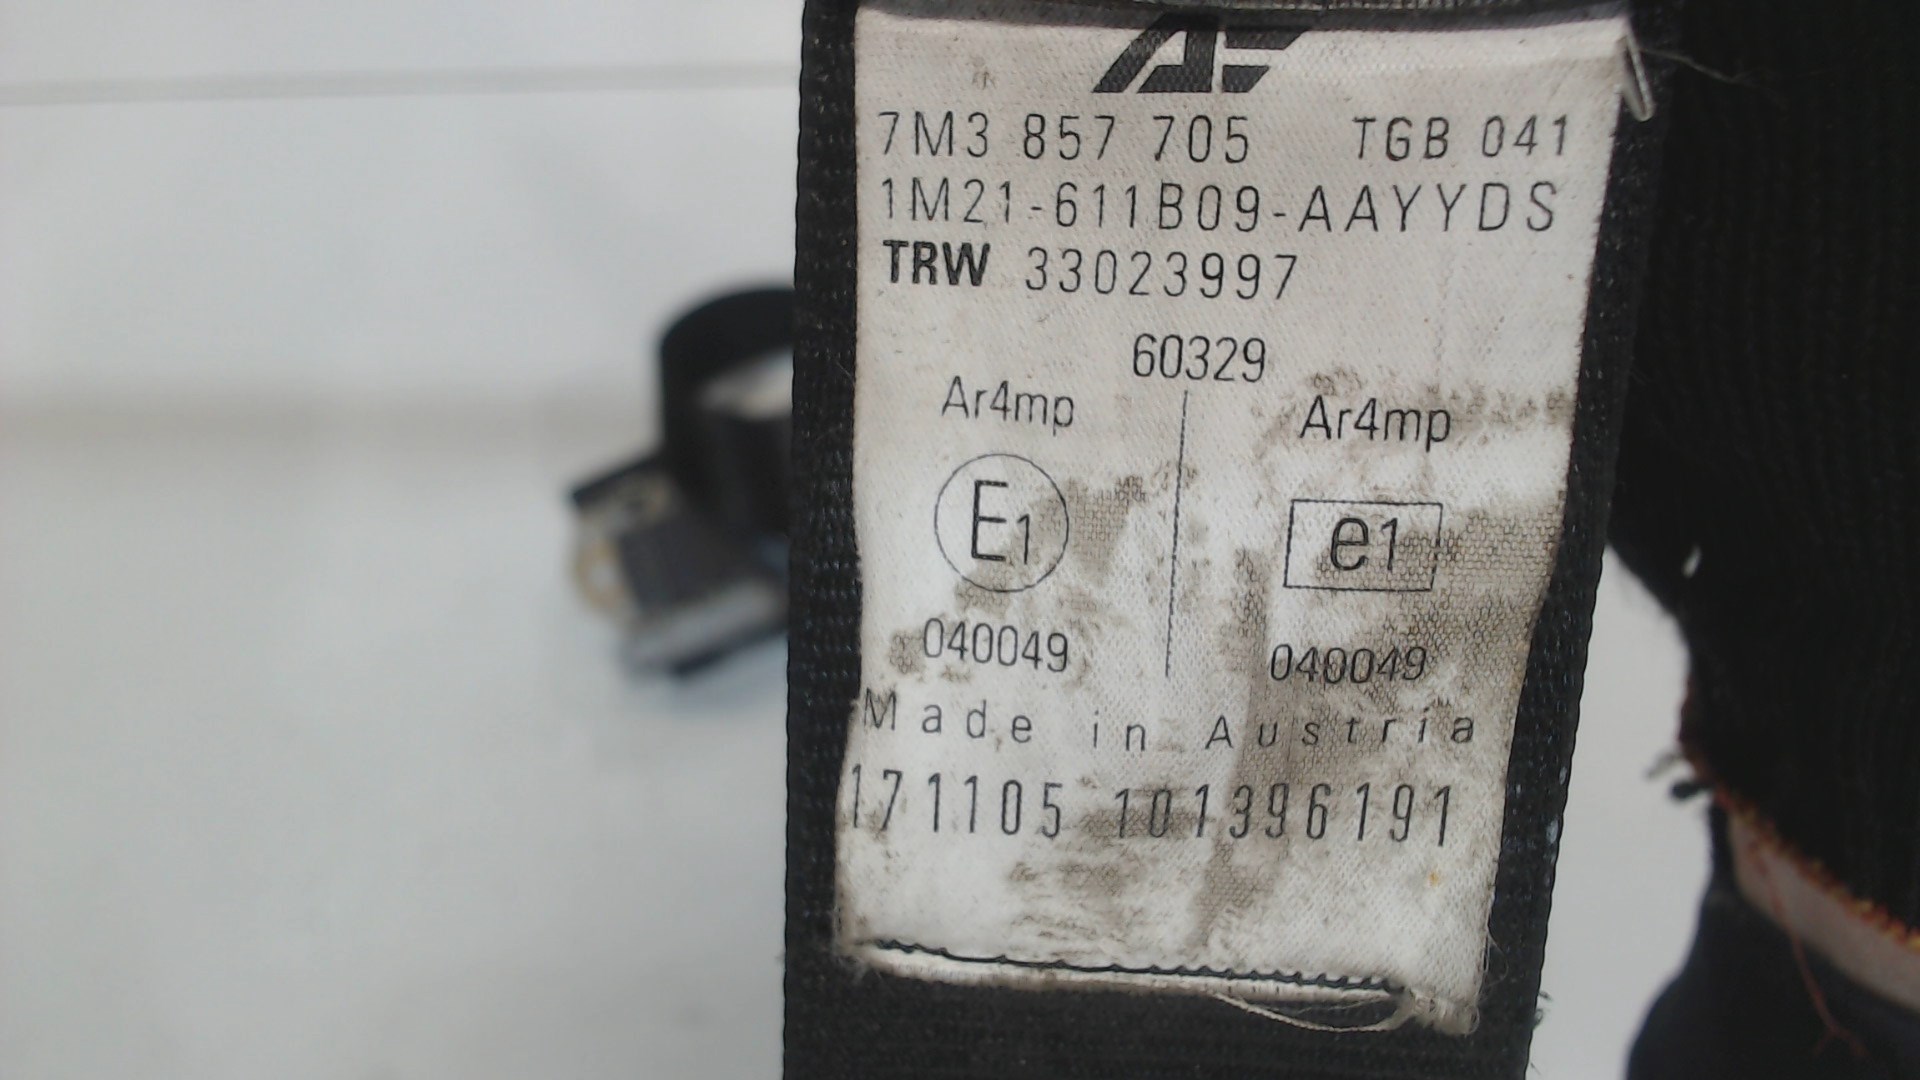 AE
7M3 857 705 TGB 041
1M21-611B09-AAYYDS
TRW 33023997
60329
Ar4mp Ar4mp
E1 e1
040049 040049
Made in Austria
171105 101396191